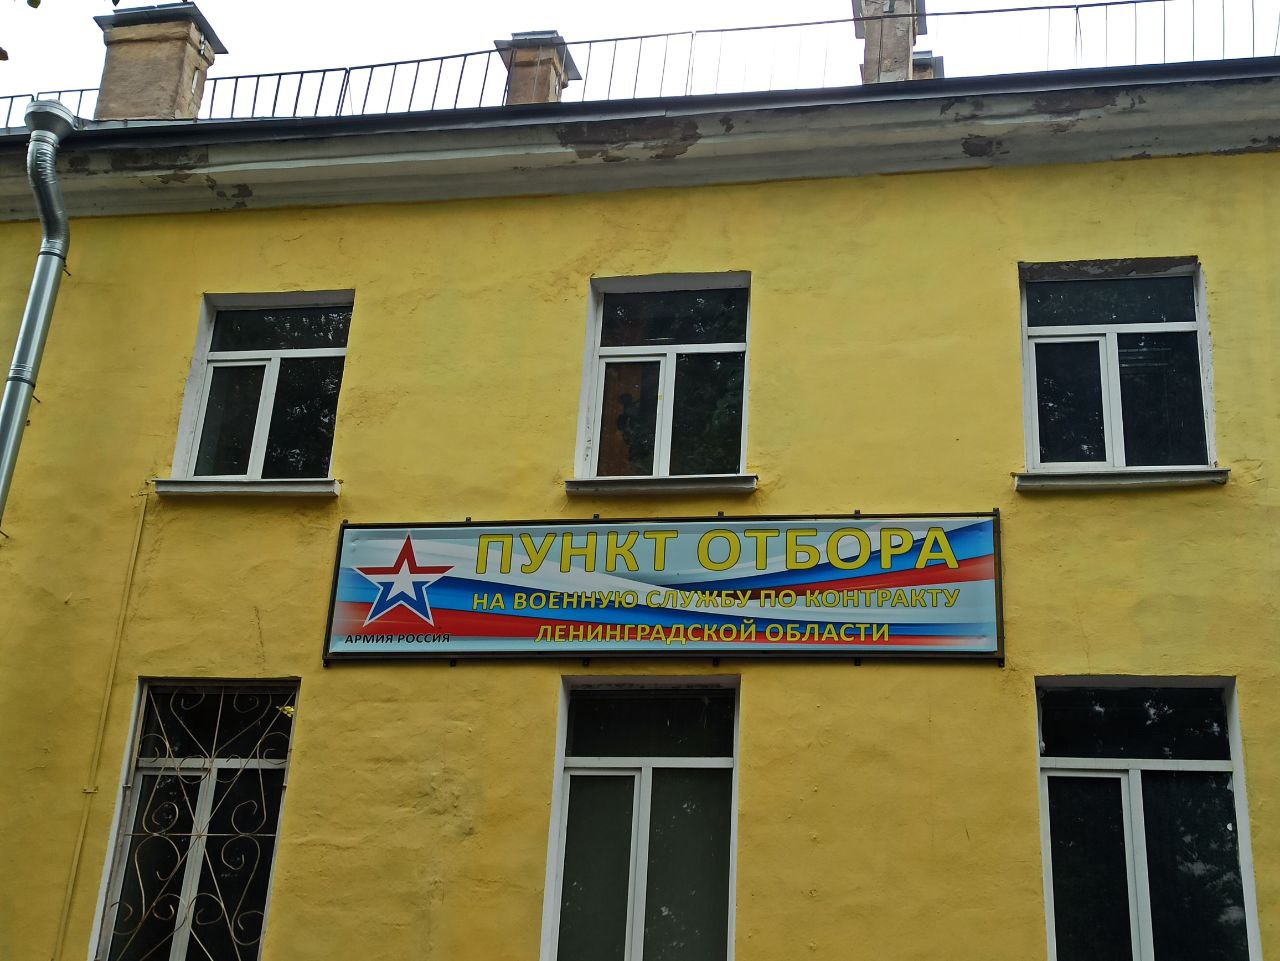 ПУНКТ ОТБОРА
НА ВОЕННУЮ СЛУЖБУ ПО КОНТРАКТУ
ЛЕНИНГРАДСКОЙ ОБЛАСТИ
АРМИЯ РОССИЯ